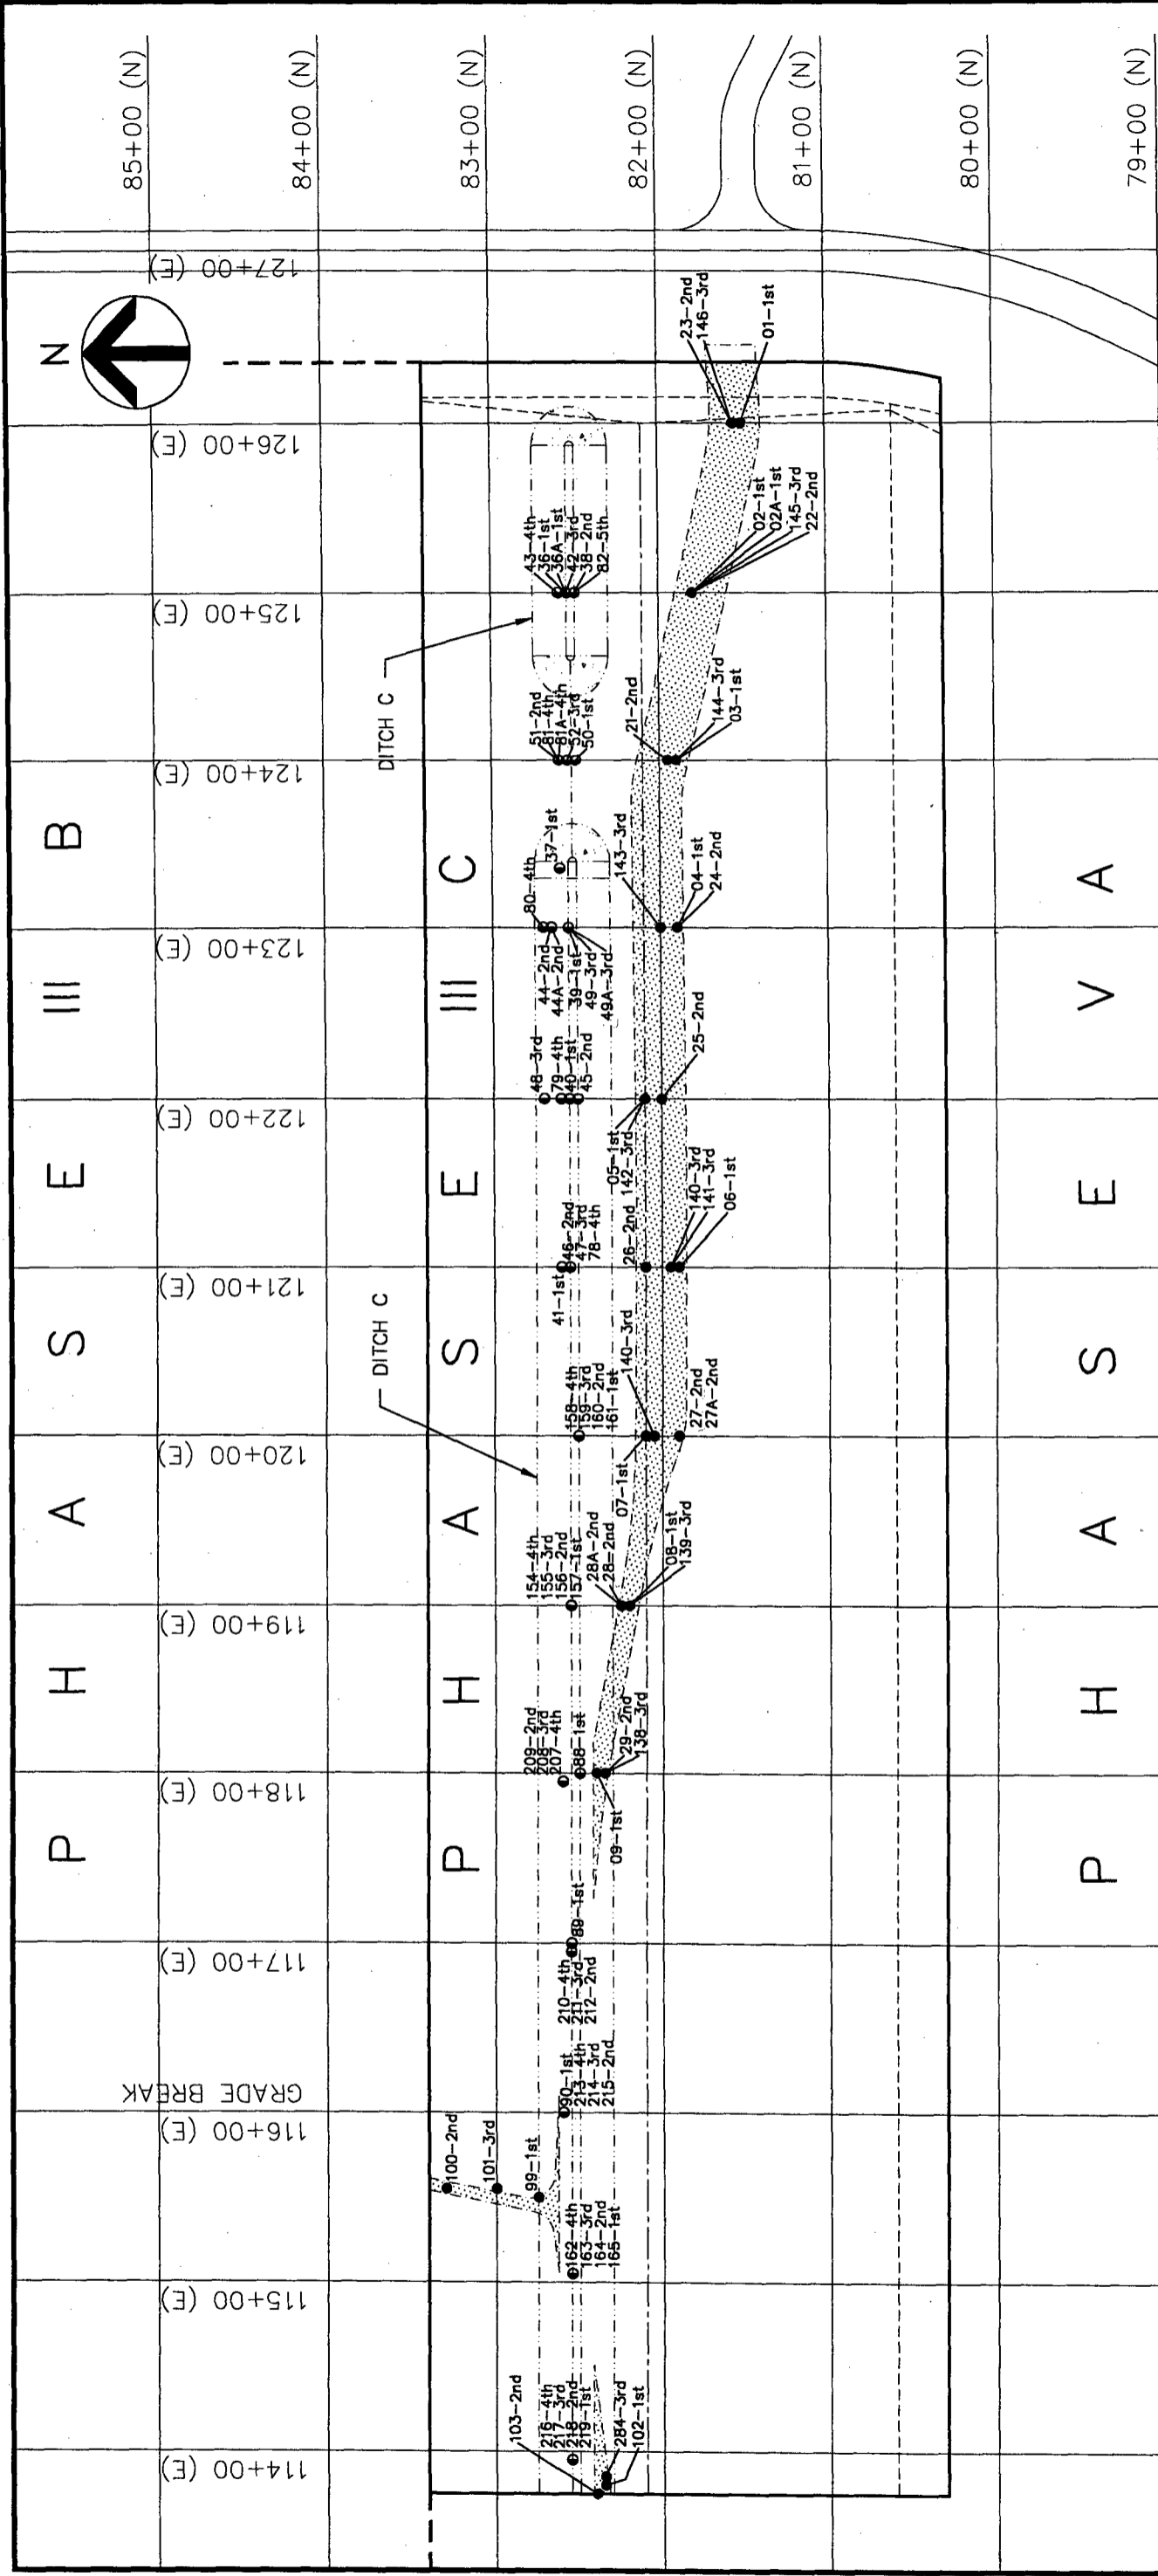 85+00 (N)
84+00 (N)
83+00 (N)
82+00 (N)
81+00 (N)
80+00 (N)
79+00 (N)
N
127+00 (E)
126+00 (E)
125+00 (E)
124+00 (E)
123+00 (E)
122+00 (E)
121+00 (E)
120+00 (E)
119+00 (E)
118+00 (E)
117+00 (E)
GRADE BREAK
116+00 (E)
115+00 (E)
114+00 (E)
PHASE III B
PHASE III C
PHASE V A
DITCH C
DITCH C
23-2nd
146-3rd
01-1st
43-4th
36-1st
36A-1st
42-3rd
38-2nd
82-5th
02-1st
02A-1st
145-3rd
22-2nd
51-2nd
81-4th
81A-4th
52-3rd
50-1st
21-2nd
144-3rd
03-1st
37-1st
80-4th
44-2nd
44A-2nd
39-1st
49-3rd
49A-3rd
143-3rd
04-1st
24-2nd
48-3rd
79-4th
40-1st
45-2nd
05-1st
142-3rd
25-2nd
41-1st
46-2nd
47-3rd
78-4th
26-2nd
140-3rd
141-3rd
06-1st
158-4th
159-3rd
160-2nd
161-1st
140-3rd
07-1st
27-2nd
27A-2nd
154-4th
155-3rd
156-2nd
157-1st
28A-2nd
28-2nd
08-1st
139-3rd
209-2nd
208-3rd
207-4th
88-1st
29-2nd
138-3rd
09-1st
89-1st
210-4th
211-3rd
212-2nd
90-1st
213-4th
214-3rd
215-2nd
100-2nd
101-3rd
99-1st
162-4th
163-3rd
164-2nd
165-1st
103-2nd
216-4th
217-3rd
218-2nd
219-1st
284-3rd
102-1st